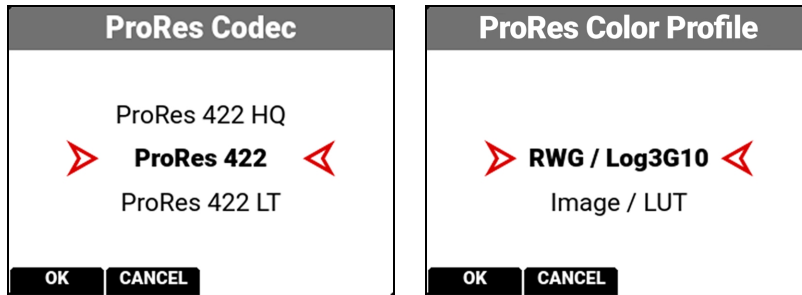 ProRes Codec
ProRes 422 HQ
ProRes 422
ProRes 422 LT
OK CANCEL
ProRes Color Profile
RWG / Log3G10
Image / LUT
OK CANCEL